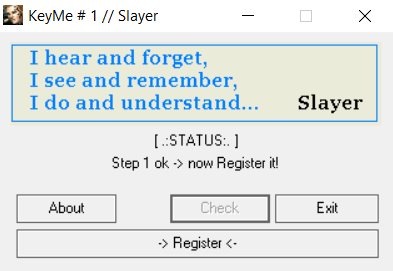 KeyMe # 1 // Slayer
I hear and forget,
I see and remember,
I do and understand... Slayer
[ .:STATUS:. ]
Step 1 ok -> now Register it!
About Check Exit
-> Register <-